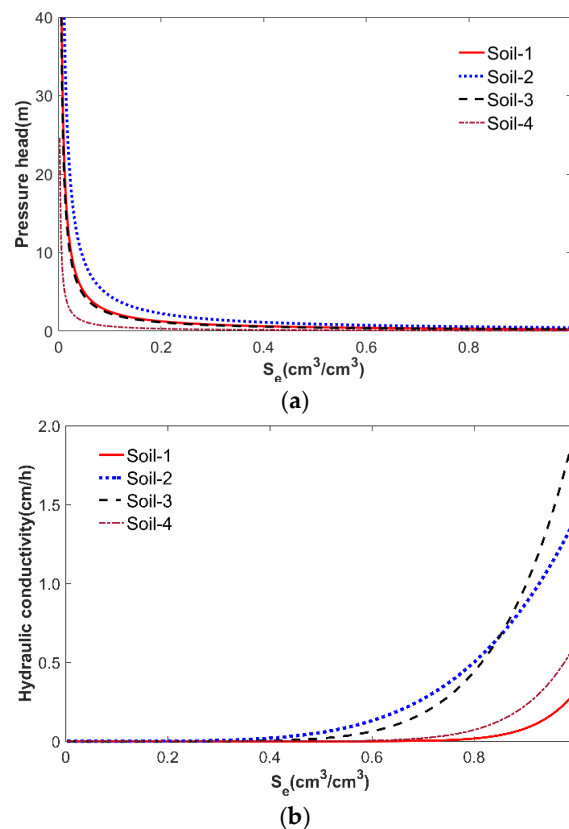 40
30
20
10
0
Pressure head(m)
Soil-1
Soil-2
Soil-3
Soil-4
0 0.2 0.4 0.6 0.8
S_e(cm³/cm³)
(a)
2.0
1.5
1.0
0.5
0
Hydraulic conductivity(cm/h)
Soil-1
Soil-2
Soil-3
Soil-4
0 0.2 0.4 0.6 0.8
S_e(cm³/cm³)
(b)